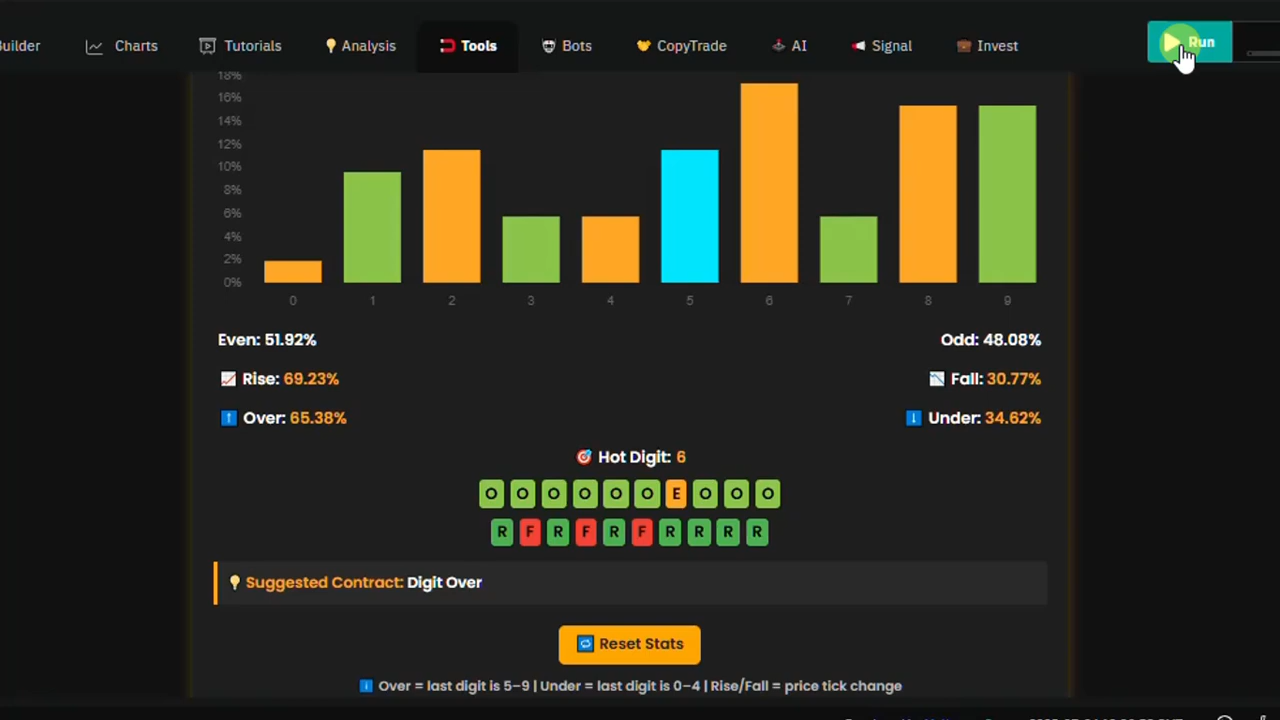 Builder Charts Tutorials Analysis Tools Bots CopyTrade AI Signal Invest Run
18%
16%
14%
12%
10%
8%
6%
4%
2%
0%
0 1 2 3 4 5 6 7 8 9
Even: 51.92% Odd: 48.08%
Rise: 69.23% Fall: 30.77%
Over: 65.38% Under: 34.62%
Hot Digit: 6
O O O O O O E O O O
R F R F R F R R R R
Suggested Contract: Digit Over
Reset Stats
Over = last digit is 5–9 | Under = last digit is 0–4 | Rise/Fall = price tick change